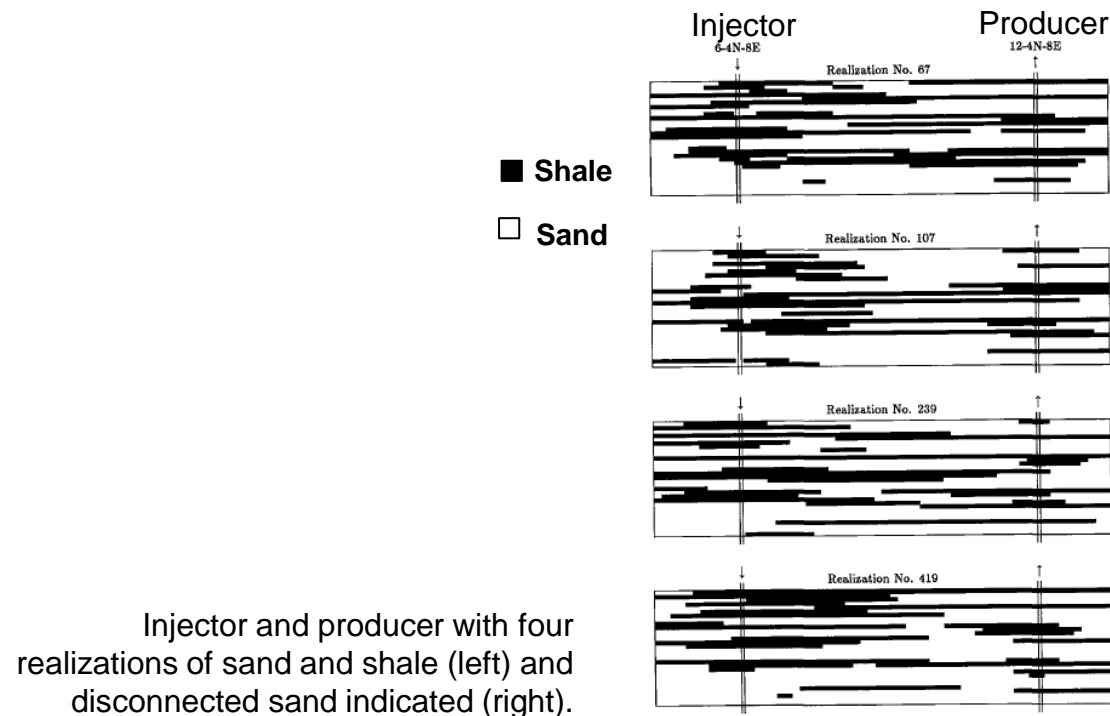 Injector
Producer
6-4N-8E
12-4N-8E
Realization No. 67
Shale
Sand
Realization No. 107
Realization No. 239
Realization No. 419
Injector and producer with four
realizations of sand and shale (left) and
disconnected sand indicated (right).